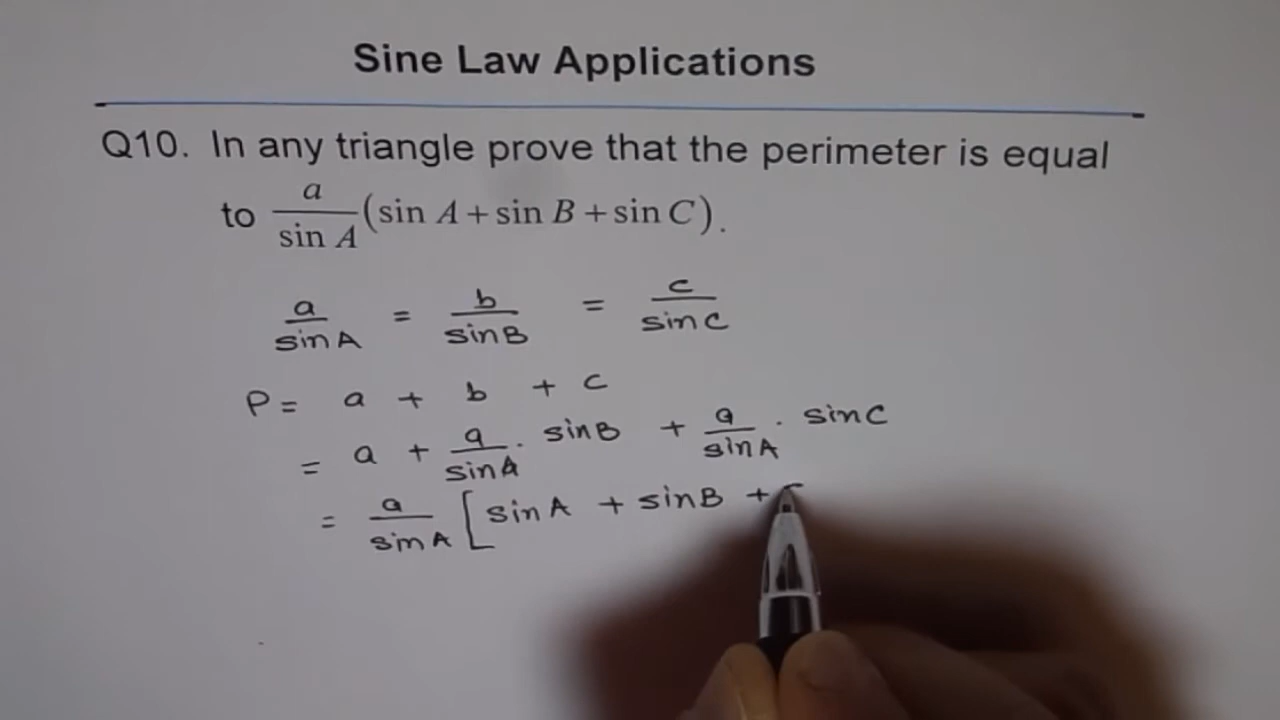 Sine Law Applications
Q10. In any triangle prove that the perimeter is equal
to a/sin A (sin A + sin B + sin C).
a/sinA = b/sinB = c/sinC
P = a + b + c
= a + a/sinA · sinB + a/sinA · sinC
= a/sinA [sinA + sinB +